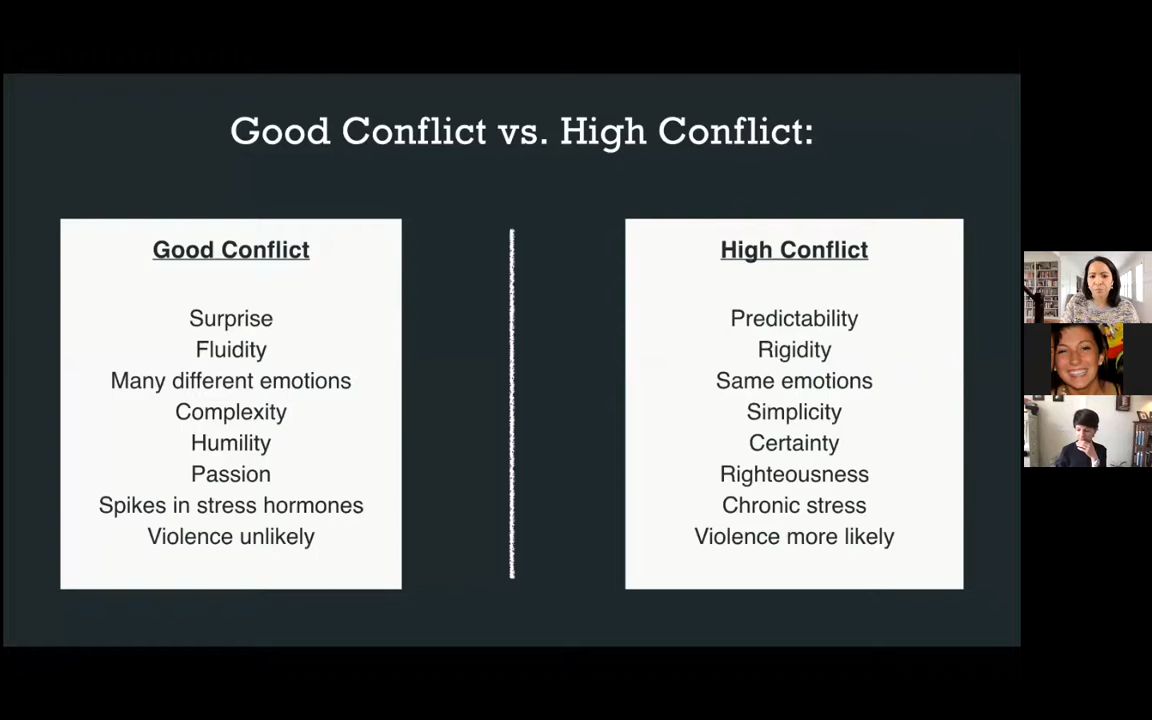 Good Conflict vs. High Conflict:
Good Conflict
Surprise
Fluidity
Many different emotions
Complexity
Humility
Passion
Spikes in stress hormones
Violence unlikely
High Conflict
Predictability
Rigidity
Same emotions
Simplicity
Certainty
Righteousness
Chronic stress
Violence more likely